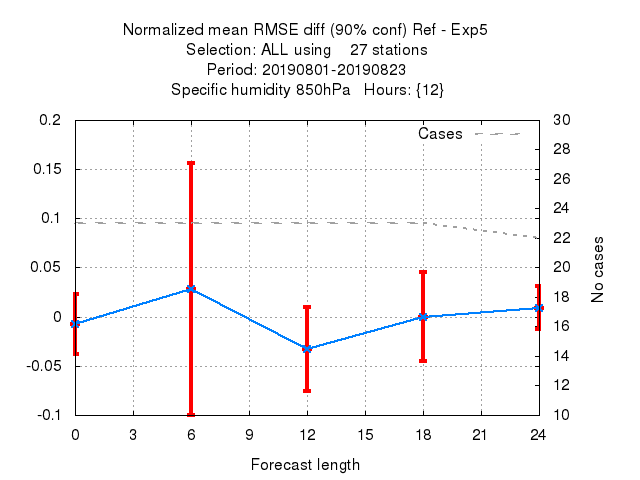 Normalized mean RMSE diff (90% conf) Ref - Exp5
Selection: ALL using    27 stations
Period: 20190801-20190823
Specific humidity 850hPa   Hours: {12}
Cases
0.2
0.15
0.1
0.05
0
-0.05
-0.1
30
28
26
24
22
20
18
16
14
12
10
No cases
0 3 6 9 12 15 18 21 24
Forecast length